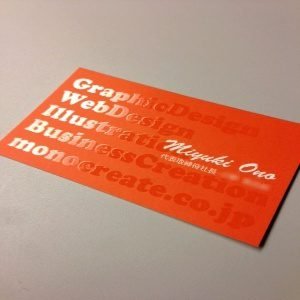 GraphicDesign
WebDesign
Illustration
BusinessCreation
monocreate.co.jp
Miyuki Ono
代表取締役社長